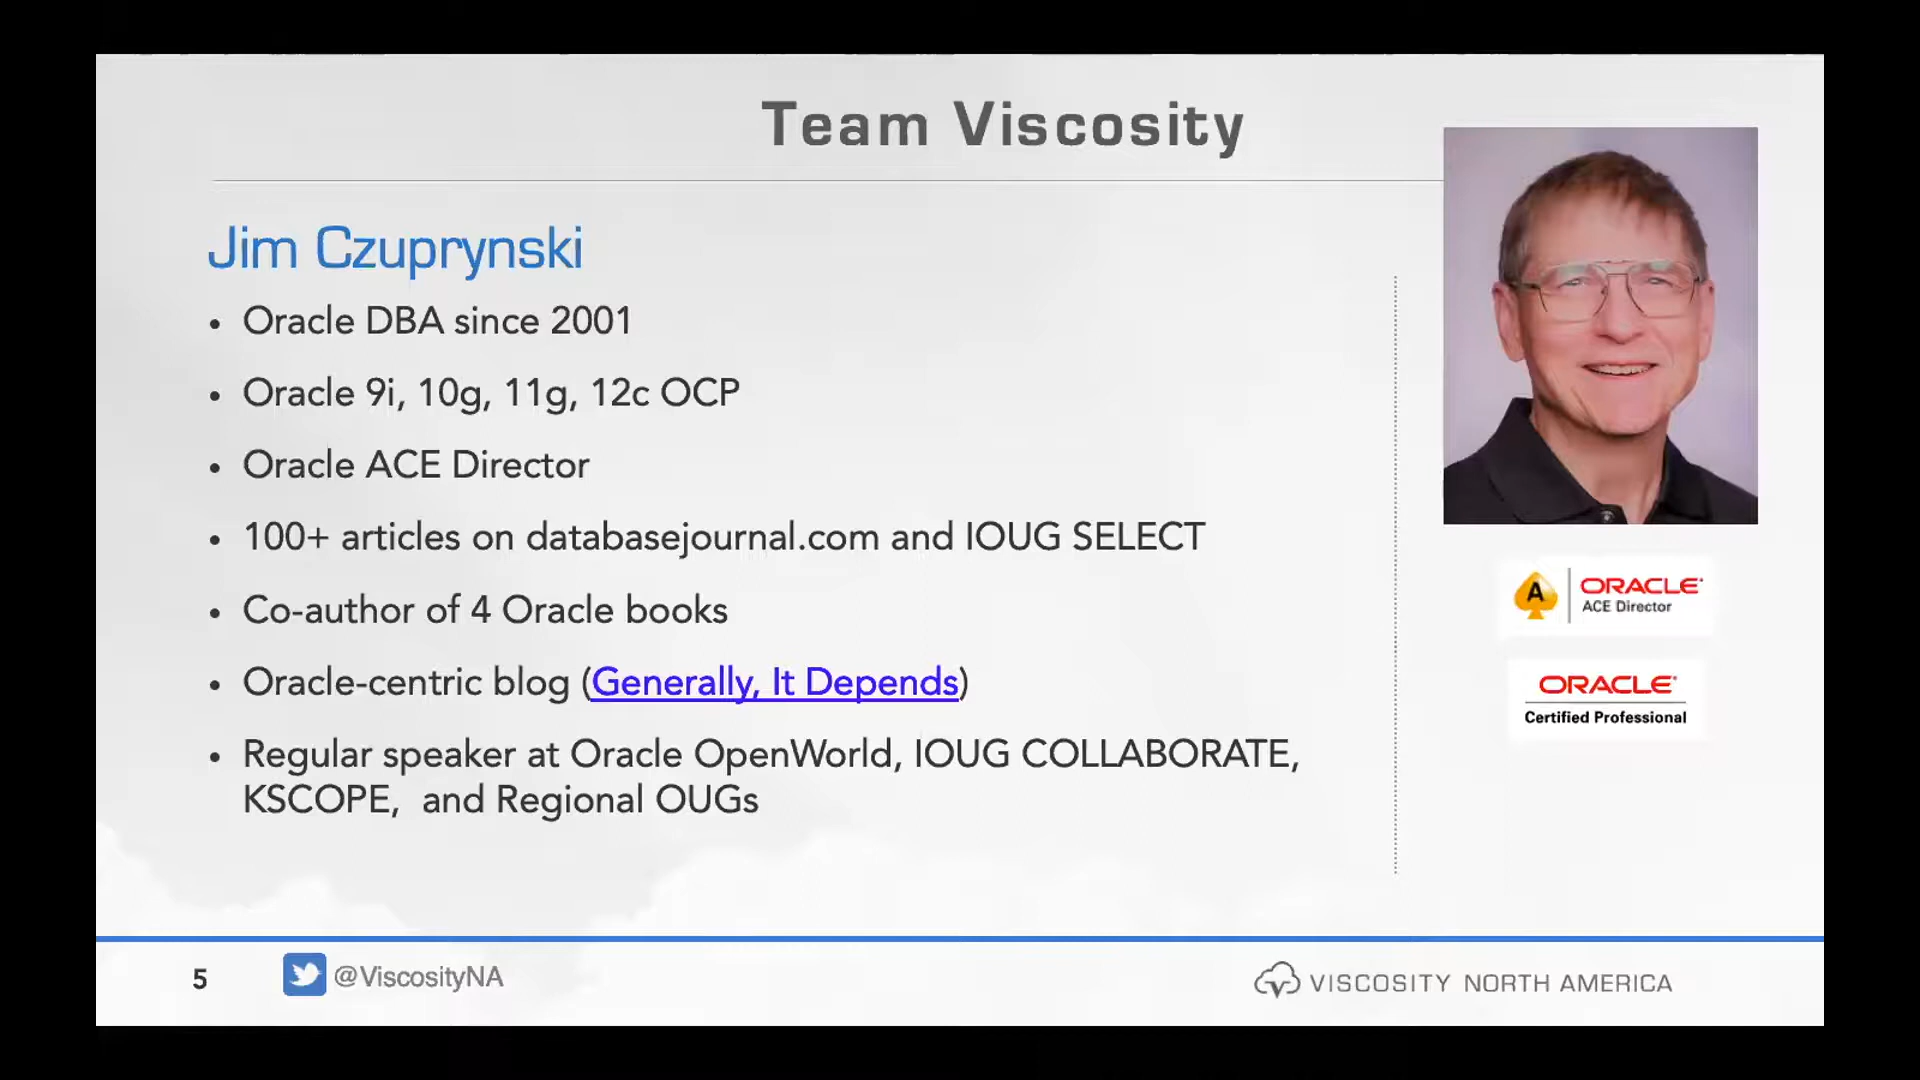 Team Viscosity
Jim Czuprynski
• Oracle DBA since 2001
• Oracle 9i, 10g, 11g, 12c OCP
• Oracle ACE Director
• 100+ articles on databasejournal.com and IOUG SELECT
• Co-author of 4 Oracle books
• Oracle-centric blog (Generally, It Depends)
• Regular speaker at Oracle OpenWorld, IOUG COLLABORATE,
KSCOPE,  and Regional OUGs
A
ORACLE
ACE Director
ORACLE
Certified Professional
5
@ViscosityNA
VISCOSITY NORTH AMERICA